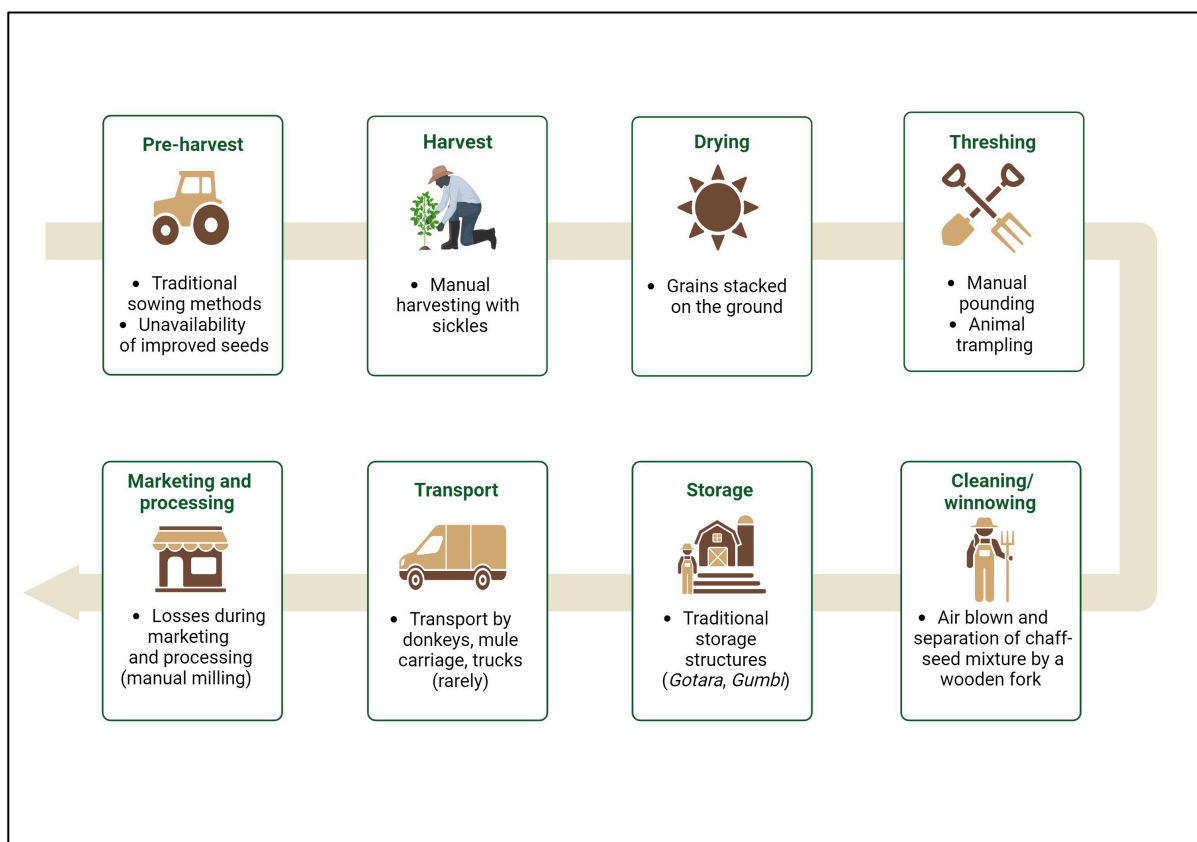 Pre-harvest
• Traditional
sowing methods
• Unavailability
of improved seeds
Harvest
• Manual
harvesting with
sickles
Drying
• Grains stacked
on the ground
Threshing
• Manual
pounding
• Animal
trampling
Cleaning/
winnowing
• Air blown and
separation of chaff-
seed mixture by a
wooden fork
Storage
• Traditional
storage
structures
(Gotara, Gumbi)
Transport
• Transport by
donkeys, mule
carriage, trucks
(rarely)
Marketing and
processing
• Losses during
marketing
and processing
(manual milling)